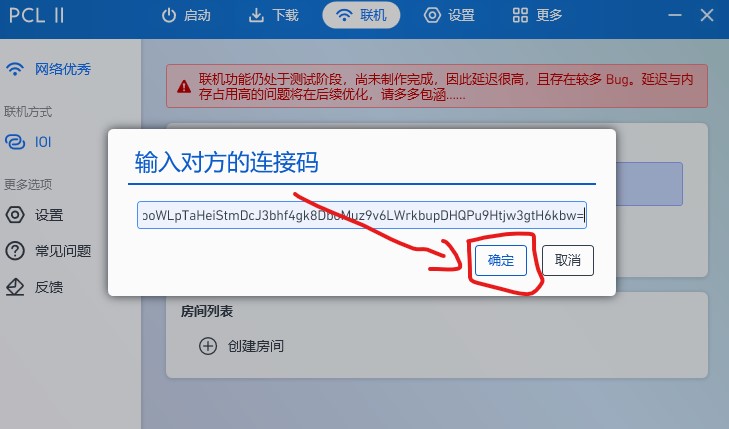 PCL II
启动
下载
联机
设置
更多
网络优秀
联机方式
IOI
更多选项
设置
常见问题
反馈
联机功能仍处于测试阶段，尚未制作完成，因此延迟很高，且存在较多 Bug。延迟与内
存占用高的问题将在后续优化，请多多包涵......
输入对方的连接码
确定
取消
房间列表
创建房间